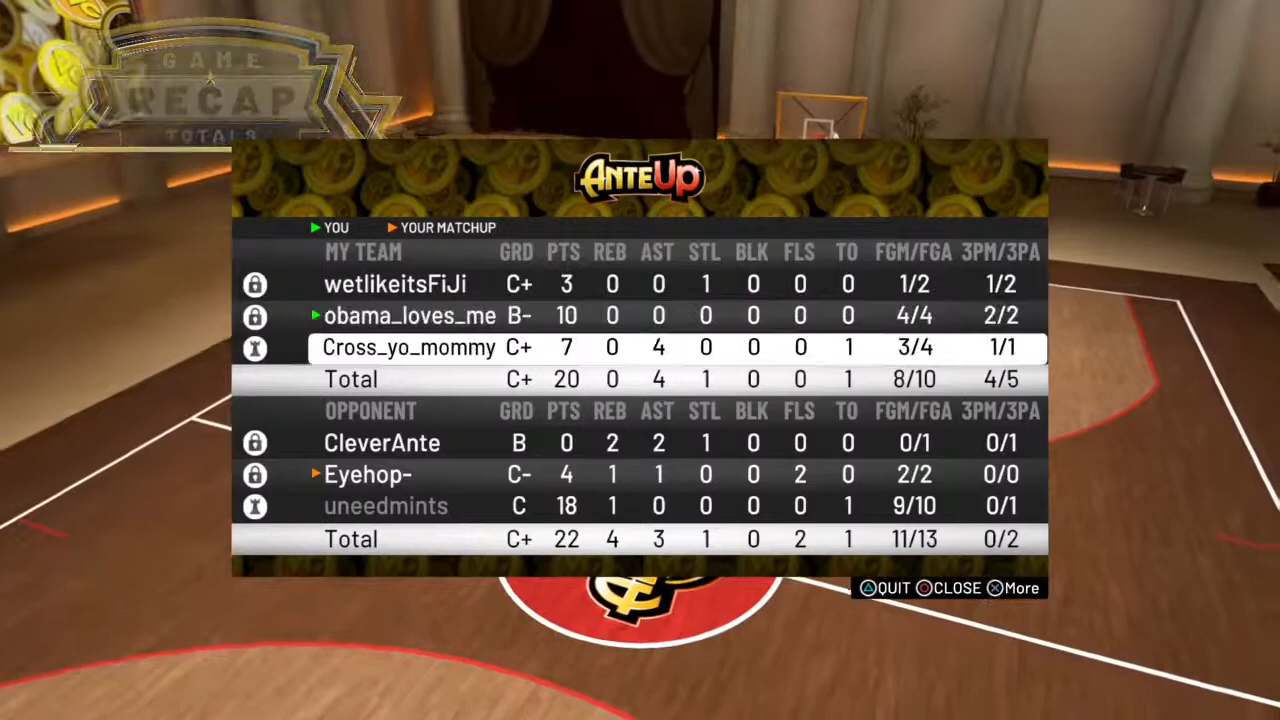 GAME
RECAP
TOTALS
ANTEUP
YOU YOUR MATCHUP
MY TEAM GRD PTS REB AST STL BLK FLS TO FGM/FGA 3PM/3PA
wetlikeitsFiJi C+ 3 0 0 1 0 0 0 1/2 1/2
obama_loves_me B- 10 0 0 0 0 0 0 4/4 2/2
Cross_yo_mommy C+ 7 0 4 0 0 0 1 3/4 1/1
Total C+ 20 0 4 1 0 0 1 8/10 4/5
OPPONENT GRD PTS REB AST STL BLK FLS TO FGM/FGA 3PM/3PA
CleverAnte B 0 2 2 1 0 0 0 0/1 0/1
Eyehop- C- 4 1 1 0 0 2 0 2/2 0/0
uneedmints C 18 1 0 0 0 0 1 9/10 0/1
Total C+ 22 4 3 1 0 2 1 11/13 0/2
QUIT CLOSE More